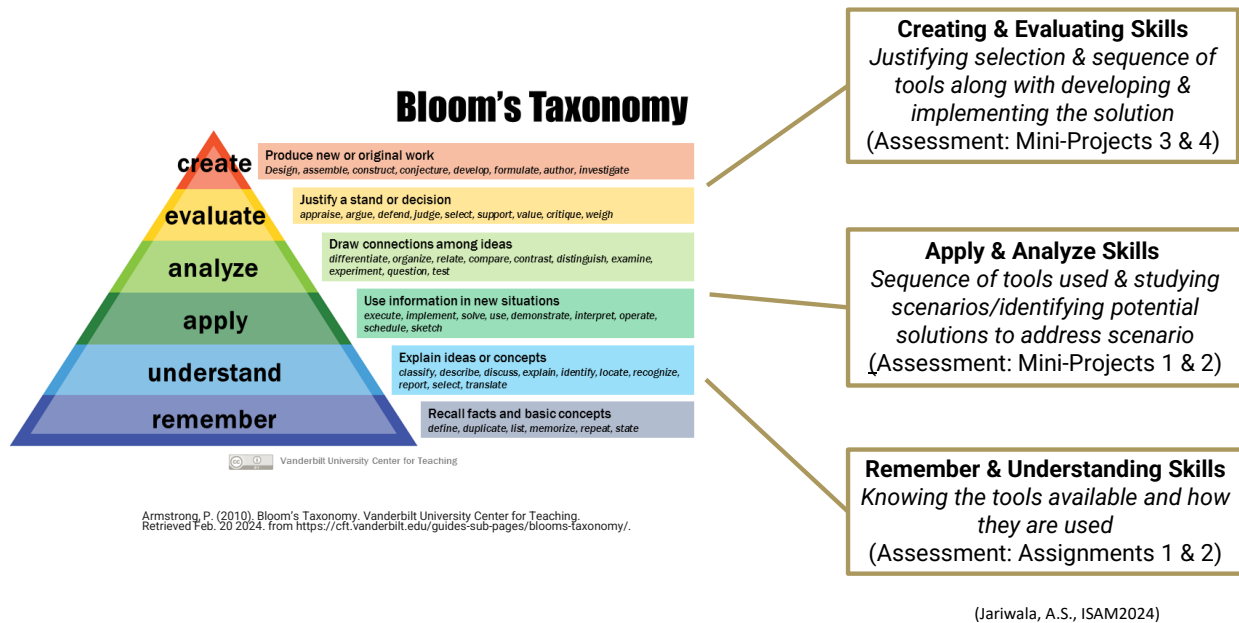 Bloom’s Taxonomy
create
Produce new or original work
Design, assemble, construct, conjecture, develop, formulate, author, investigate
evaluate
Justify a stand or decision
appraise, argue, defend, judge, select, support, value, critique, weigh
analyze
Draw connections among ideas
differentiate, organize, relate, compare, contrast, distinguish, examine,
experiment, question, test
apply
Use information in new situations
execute, implement, solve, use, demonstrate, interpret, operate,
schedule, sketch
understand
Explain ideas or concepts
classify, describe, discuss, explain, identify, locate, recognize,
report, select, translate
remember
Recall facts and basic concepts
define, duplicate, list, memorize, repeat, state
cc
Vanderbilt University Center for Teaching
Armstrong, P. (2010). Bloom’s Taxonomy. Vanderbilt University Center for Teaching.
Retrieved Feb. 20 2024. from https://cft.vanderbilt.edu/guides-sub-pages/blooms-taxonomy/.
Creating & Evaluating Skills
Justifying selection & sequence of
tools along with developing &
implementing the solution
(Assessment: Mini-Projects 3 & 4)
Apply & Analyze Skills
Sequence of tools used & studying
scenarios/identifying potential
solutions to address scenario
(Assessment: Mini-Projects 1 & 2)
Remember & Understanding Skills
Knowing the tools available and how
they are used
(Assessment: Assignments 1 & 2)
(Jariwala, A.S., ISAM2024)